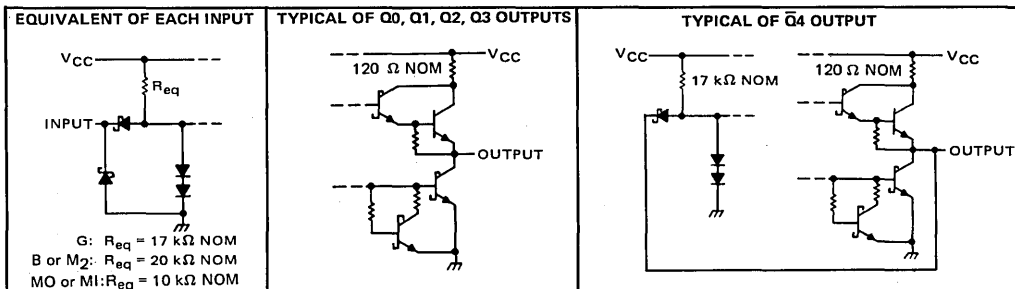 EQUIVALENT OF EACH INPUT
VCC
Req
INPUT
G: Req = 17 kΩ NOM
B or M2: Req = 20 kΩ NOM
MO or MI:Req = 10 kΩ NOM
TYPICAL OF Q0, Q1, Q2, Q3 OUTPUTS
VCC
120 Ω NOM
OUTPUT
TYPICAL OF Q̅4 OUTPUT
VCC
17 kΩ NOM
120 Ω NOM
OUTPUT